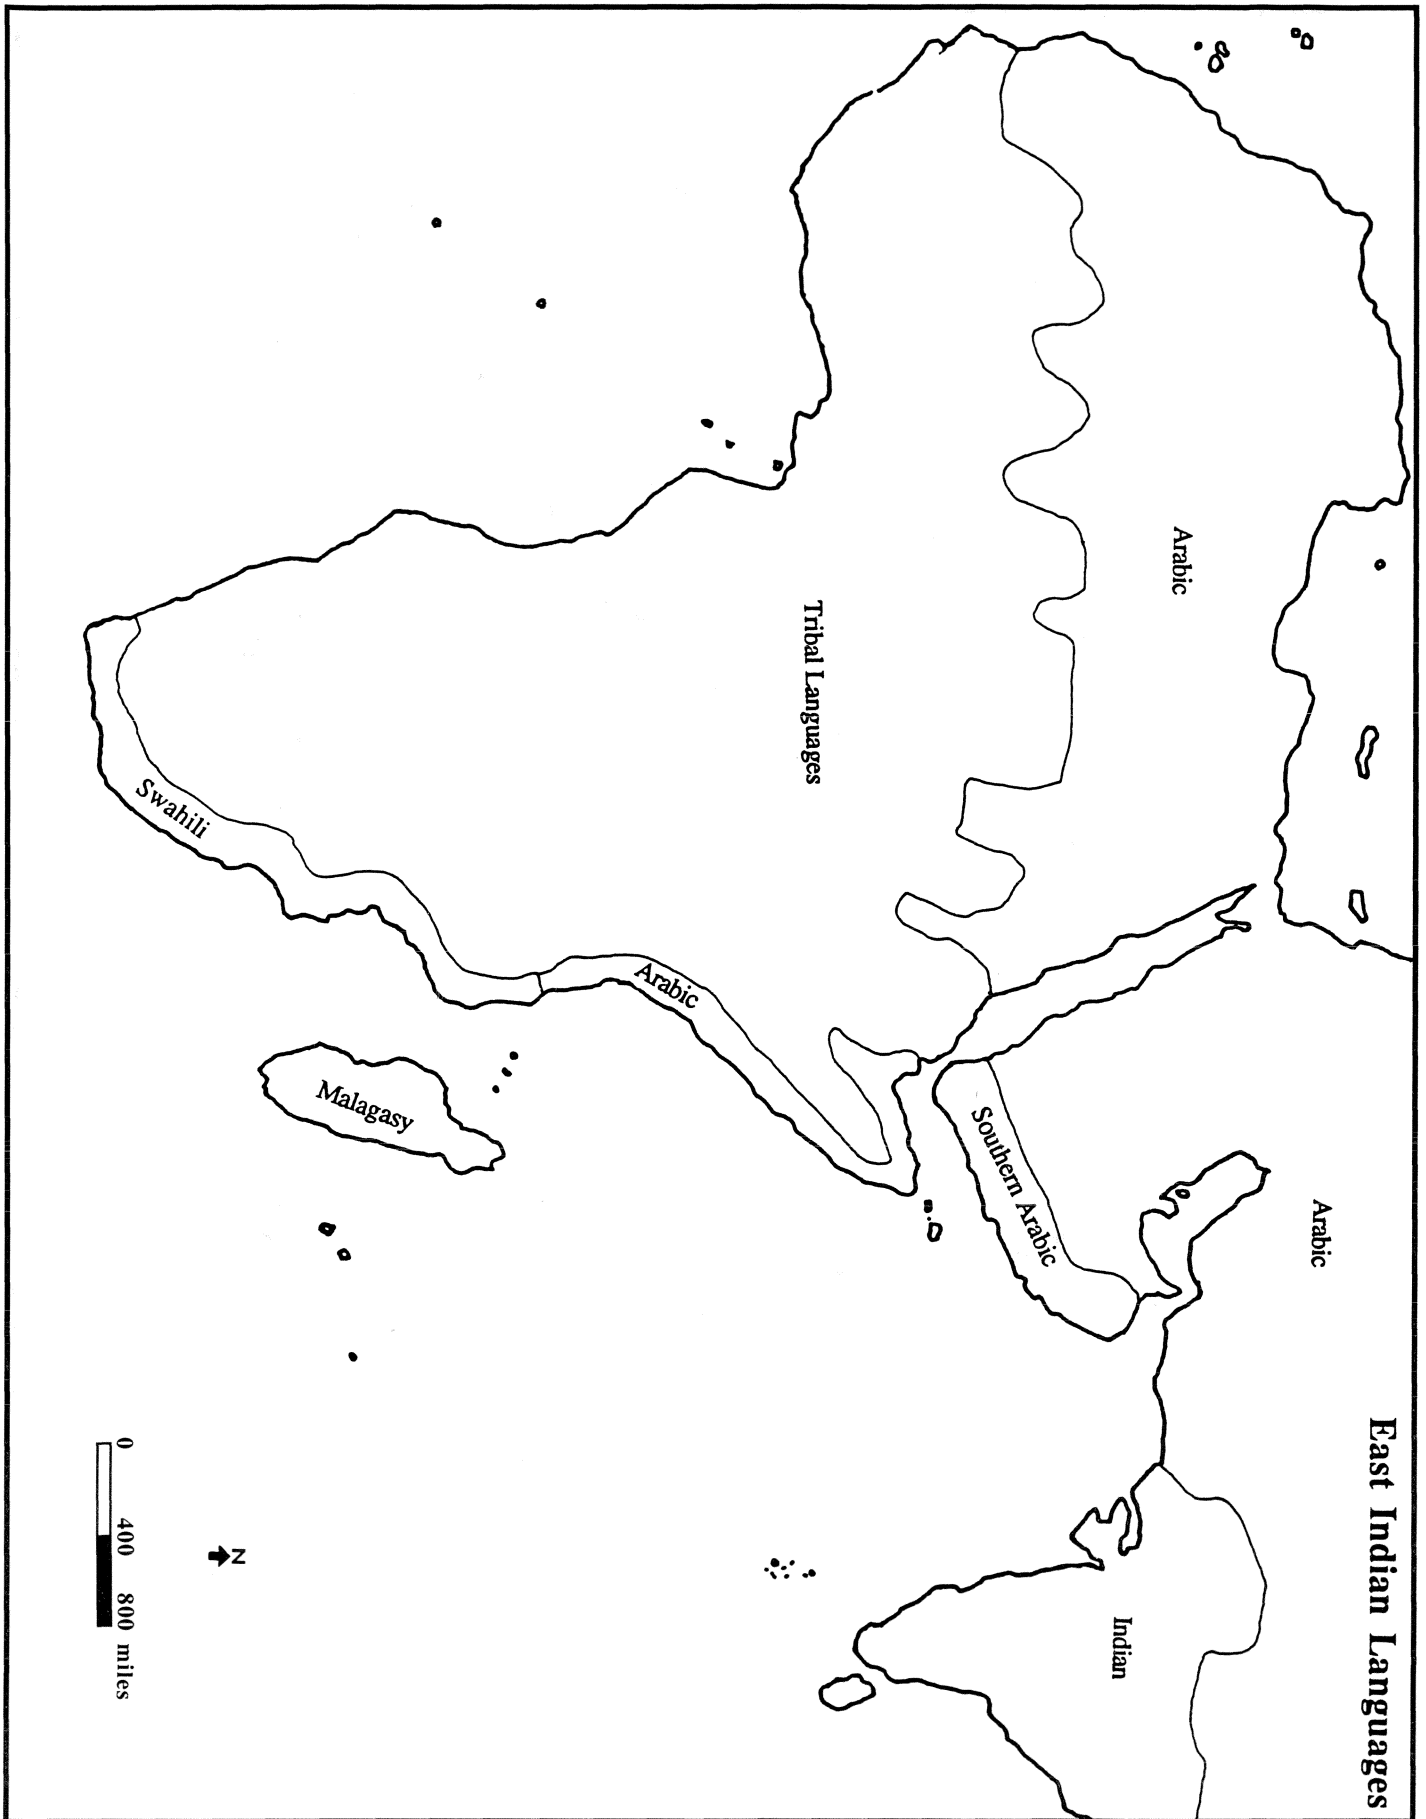 East Indian Languages
Arabic
Arabic
Tribal Languages
Southern Arabic
Indian
Arabic
Swahili
Malagasy
N
0 400 800 miles